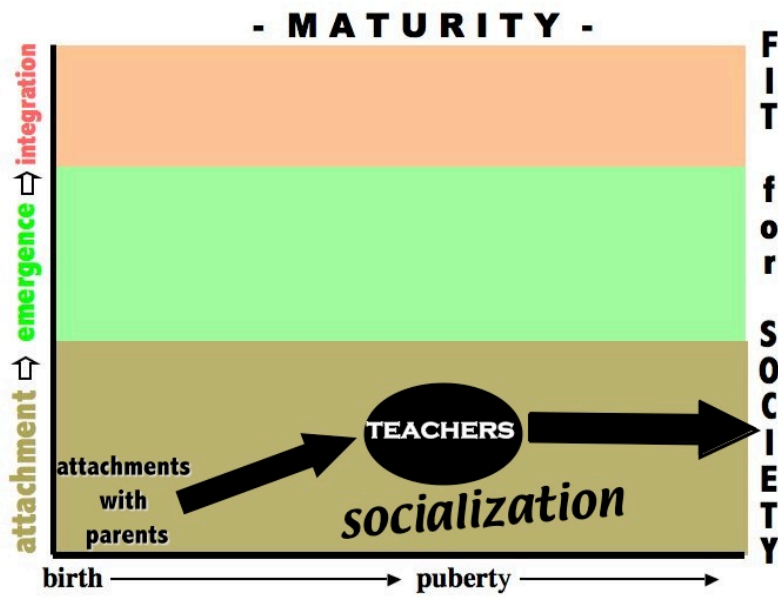 - MATURITY -
FIT for SOCIETY
integration
emergence
attachment
TEACHERS
attachments
with
parents
socialization
birth
puberty